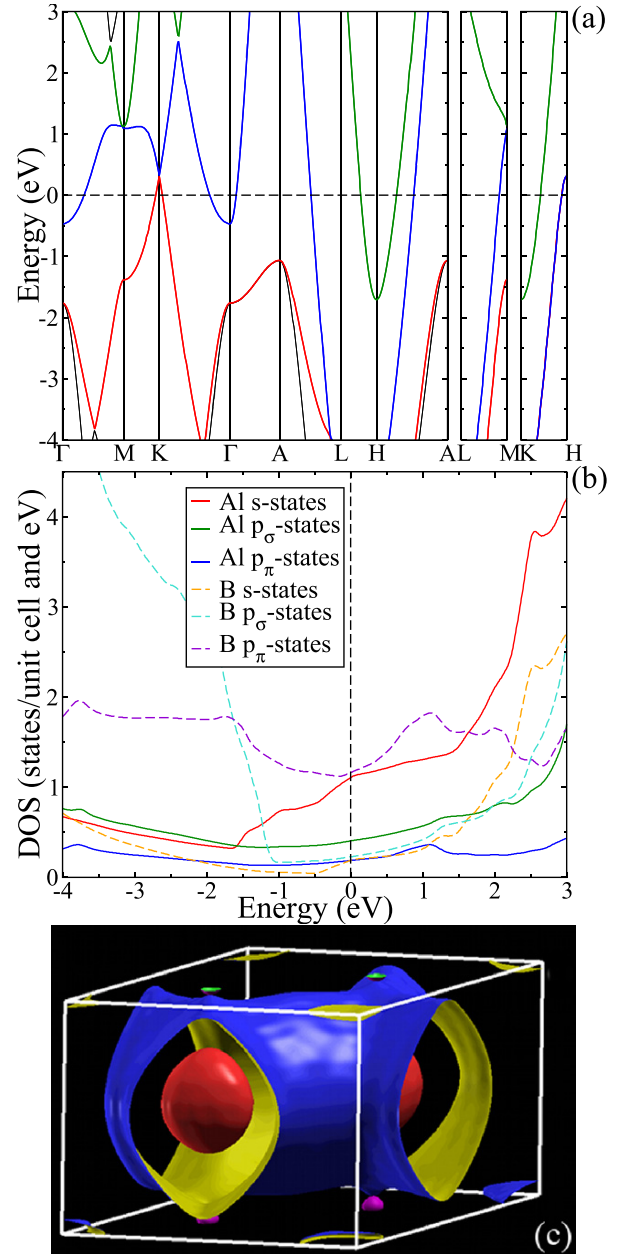 (a)
3
2
1
0
-1
-2
-3
-4
Energy (eV)
Γ M K Γ A L H A L M K H
(b)
DOS (states/unit cell and eV)
4
3
2
1
0
Al s-states
Al pσ-states
Al pπ-states
B s-states
B pσ-states
B pπ-states
-4 -3 -2 -1 0 1 2 3
Energy (eV)
(c)